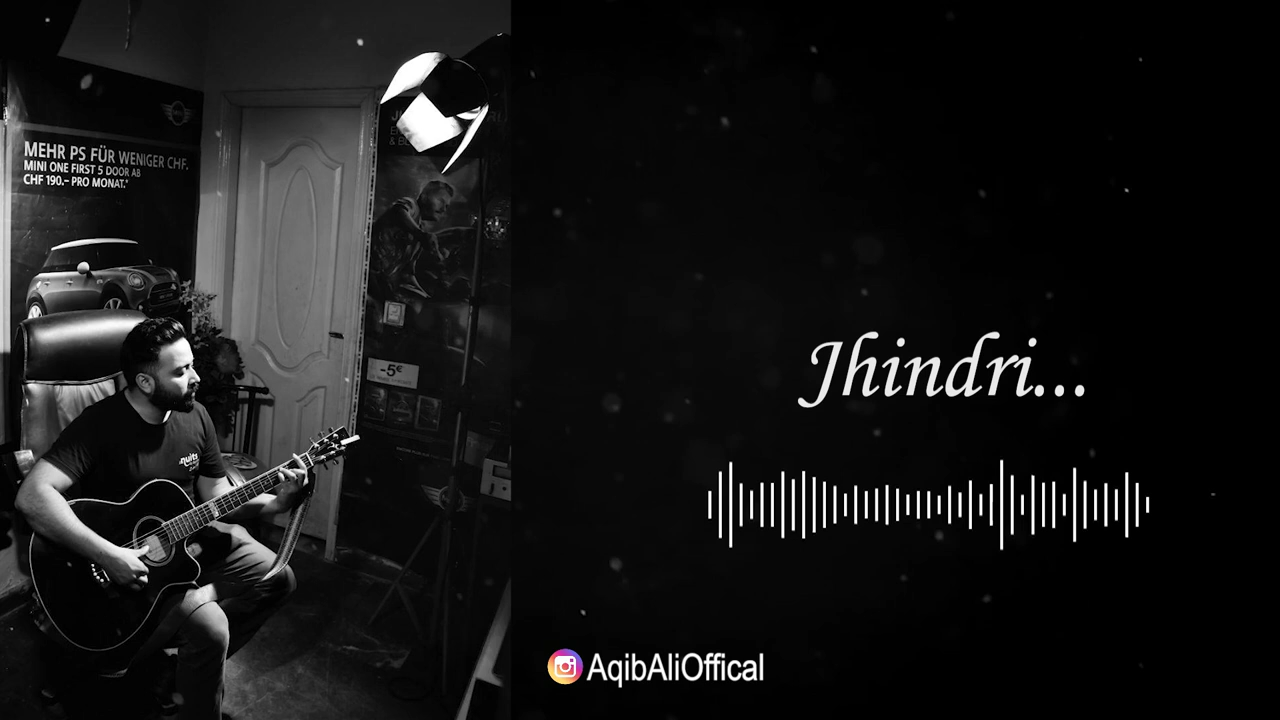 MEHR PS FÜR WENIGER CHF.
MINI ONE FIRST 5 DOOR AB
CHF 190.– PRO MONAT.*
-5€
Jhindri...
AqibAliOffical